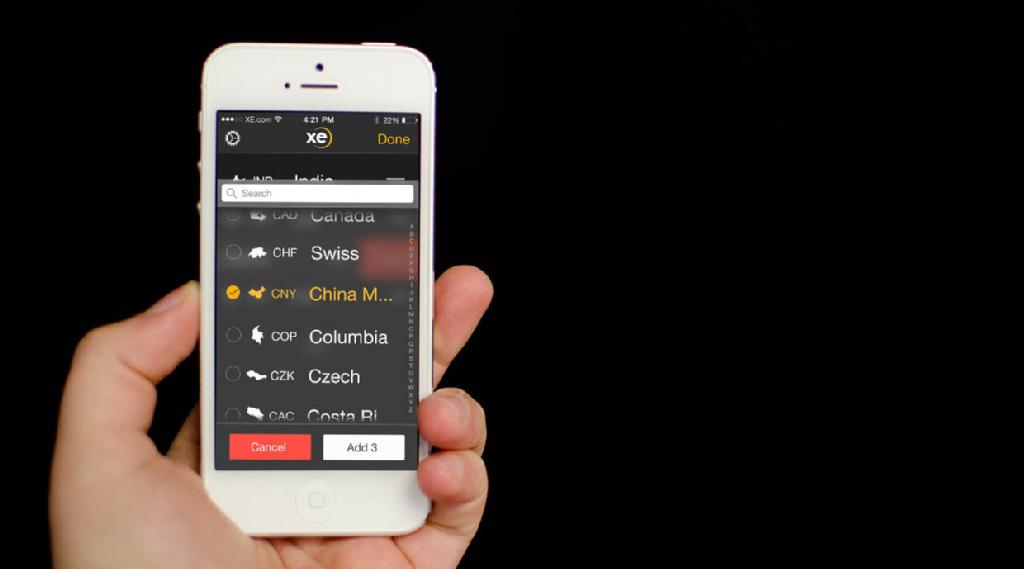 XE.com 4:21 PM 22%
xe Done
INR India
Search
CAD Canada
CHF Swiss
CNY China M...
COP Columbia
CZK Czech
CAC Costa Ri
Cancel Add 3